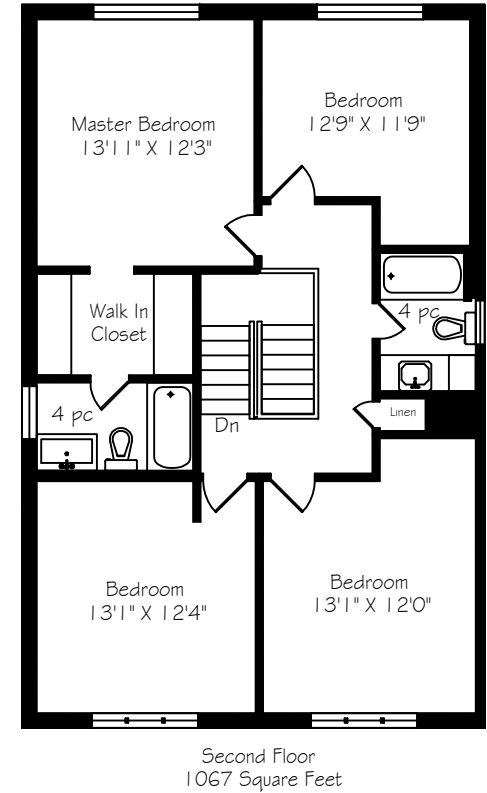 Master Bedroom
13'11" X 12'3"
Bedroom
12'9" X 11'9"
Walk In
Closet
4 pc
4 pc
Linen
Dn
Bedroom
13'1" X 12'4"
Bedroom
13'1" X 12'0"
Second Floor
1067 Square Feet